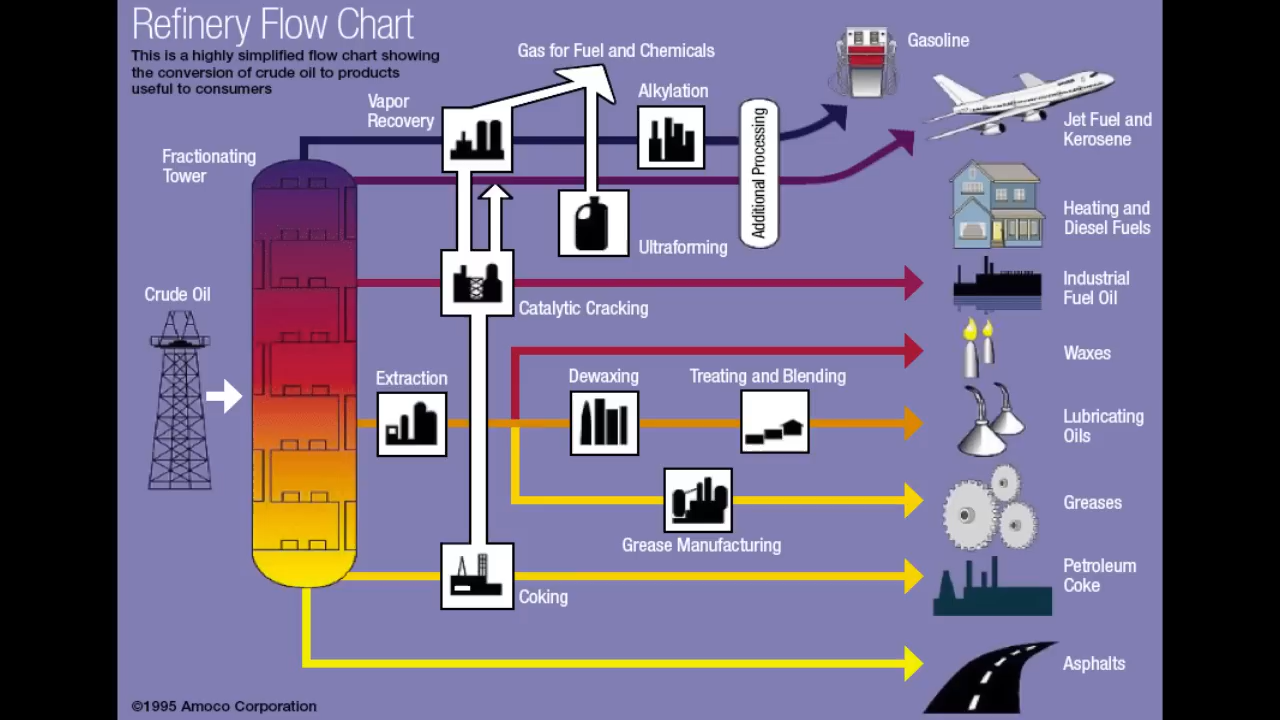 Refinery Flow Chart
This is a highly simplified flow chart showing
the conversion of crude oil to products
useful to consumers
Gas for Fuel and Chemicals
Gasoline
Vapor
Recovery
Alkylation
Additional Processing
Jet Fuel and
Kerosene
Fractionating
Tower
Heating and
Diesel Fuels
Ultraforming
Crude Oil
Catalytic Cracking
Industrial
Fuel Oil
Waxes
Extraction
Dewaxing
Treating and Blending
Lubricating
Oils
Greases
Grease Manufacturing
Petroleum
Coke
Coking
Asphalts
©1995 Amoco Corporation